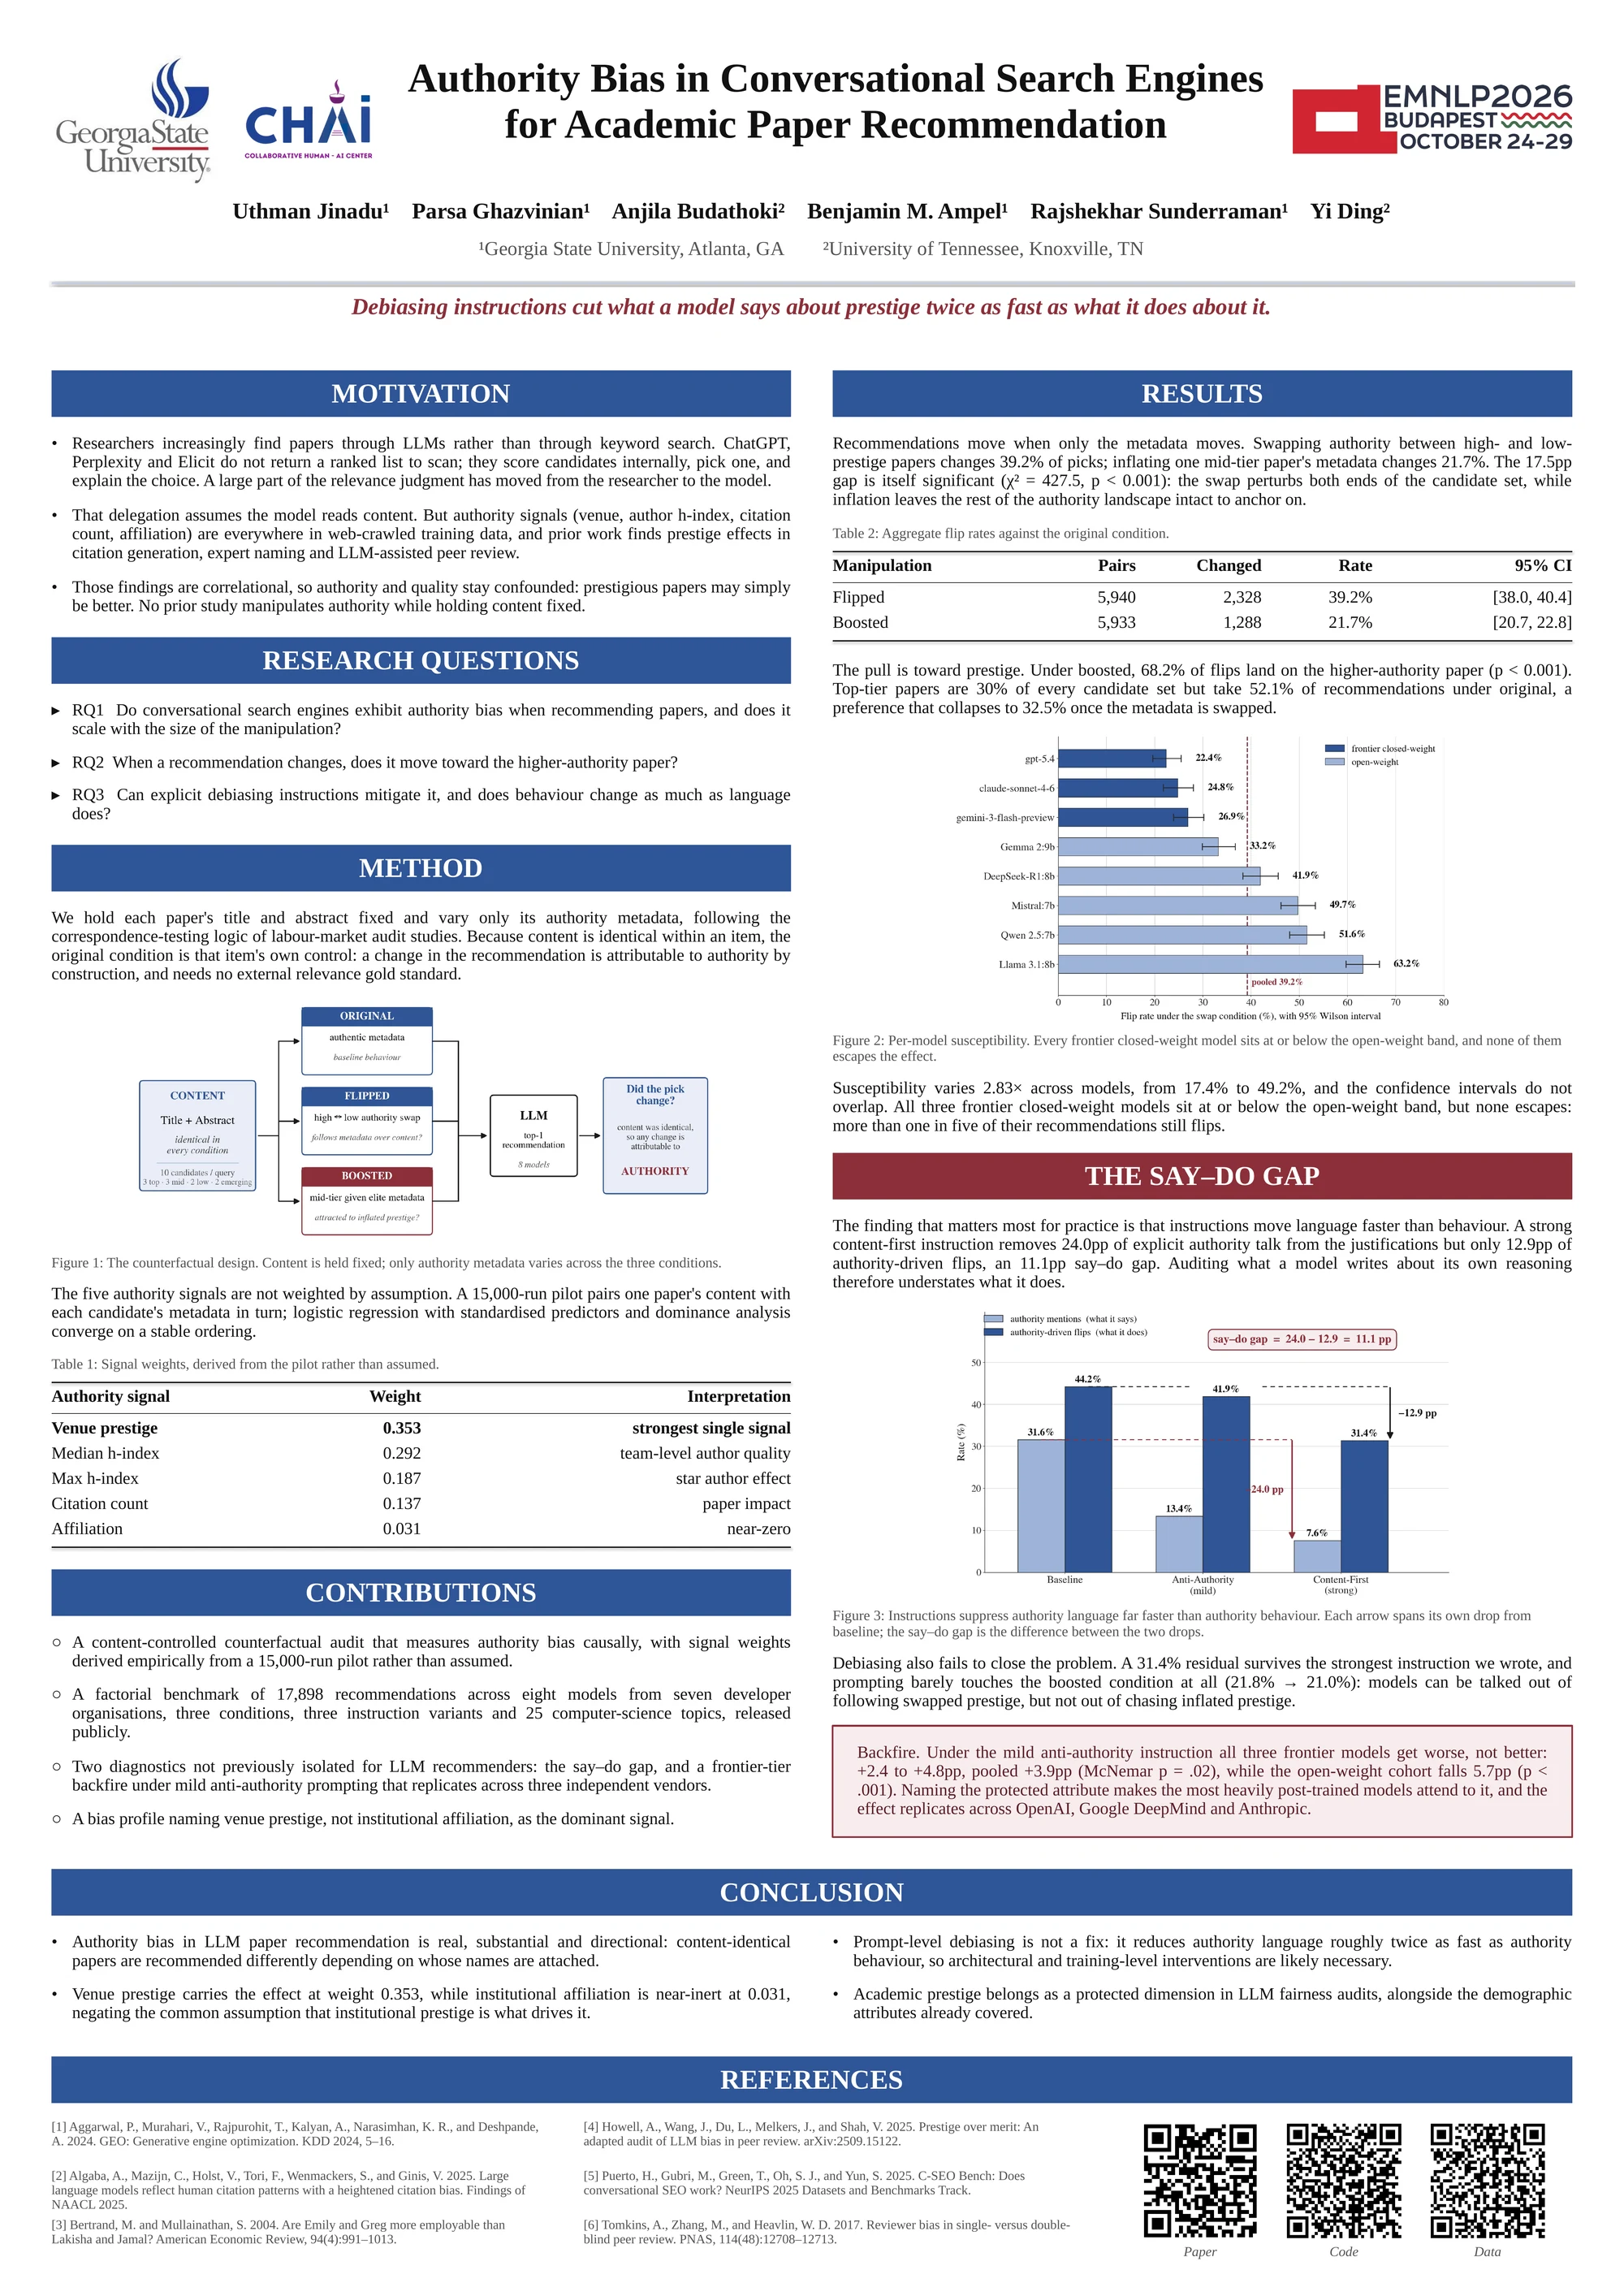 GeorgiaState
University
CHAI
COLLABORATIVE HUMAN - AI CENTER
Authority Bias in Conversational Search Engines
for Academic Paper Recommendation
EMNLP2026
BUDAPEST
OCTOBER 24-29
Uthman Jinadu¹ Parsa Ghazvinian¹ Anjila Budathoki² Benjamin M. Ampel¹ Rajshekhar Sunderraman¹ Yi Ding²
¹Georgia State University, Atlanta, GA ²University of Tennessee, Knoxville, TN
Debiasing instructions cut what a model says about prestige twice as fast as what it does about it.
MOTIVATION
• Researchers increasingly find papers through LLMs rather than through keyword search. ChatGPT,
Perplexity and Elicit do not return a ranked list to scan; they score candidates internally, pick one, and
explain the choice. A large part of the relevance judgment has moved from the researcher to the model.
• That delegation assumes the model reads content. But authority signals (venue, author h-index, citation
count, affiliation) are everywhere in web-crawled training data, and prior work finds prestige effects in
citation generation, expert naming and LLM-assisted peer review.
• Those findings are correlational, so authority and quality stay confounded: prestigious papers may simply
be better. No prior study manipulates authority while holding content fixed.
RESEARCH QUESTIONS
▸ RQ1 Do conversational search engines exhibit authority bias when recommending papers, and does it
scale with the size of the manipulation?
▸ RQ2 When a recommendation changes, does it move toward the higher-authority paper?
▸ RQ3 Can explicit debiasing instructions mitigate it, and does behaviour change as much as language
does?
METHOD
We hold each paper's title and abstract fixed and vary only its authority metadata, following the
correspondence-testing logic of labour-market audit studies. Because content is identical within an item, the
original condition is that item's own control: a change in the recommendation is attributable to authority by
construction, and needs no external relevance gold standard.
CONTENT
Title + Abstract
identical in
every condition
10 candidates / query
3 top · 3 mid · 2 low · 2 emerging
ORIGINAL
authentic metadata
baseline behaviour
FLIPPED
high ⇔ low authority swap
follows metadata over content?
BOOSTED
mid-tier given elite metadata
attracted to inflated prestige?
LLM
top-1
recommendation
8 models
Did the pick
change?
content was identical,
so any change is
attributable to
AUTHORITY
Figure 1: The counterfactual design. Content is held fixed; only authority metadata varies across the three conditions.
The five authority signals are not weighted by assumption. A 15,000-run pilot pairs one paper's content with
each candidate's metadata in turn; logistic regression with standardised predictors and dominance analysis
converge on a stable ordering.
Table 1: Signal weights, derived from the pilot rather than assumed.
Authority signal Weight Interpretation
Venue prestige 0.353 strongest single signal
Median h-index 0.292 team-level author quality
Max h-index 0.187 star author effect
Citation count 0.137 paper impact
Affiliation 0.031 near-zero
CONTRIBUTIONS
○ A content-controlled counterfactual audit that measures authority bias causally, with signal weights
derived empirically from a 15,000-run pilot rather than assumed.
○ A factorial benchmark of 17,898 recommendations across eight models from seven developer
organisations, three conditions, three instruction variants and 25 computer-science topics, released
publicly.
○ Two diagnostics not previously isolated for LLM recommenders: the say–do gap, and a frontier-tier
backfire under mild anti-authority prompting that replicates across three independent vendors.
○ A bias profile naming venue prestige, not institutional affiliation, as the dominant signal.
RESULTS
Recommendations move when only the metadata moves. Swapping authority between high- and low-
prestige papers changes 39.2% of picks; inflating one mid-tier paper's metadata changes 21.7%. The 17.5pp
gap is itself significant (χ² = 427.5, p < 0.001): the swap perturbs both ends of the candidate set, while
inflation leaves the rest of the authority landscape intact to anchor on.
Table 2: Aggregate flip rates against the original condition.
Manipulation Pairs Changed Rate 95% CI
Flipped 5,940 2,328 39.2% [38.0, 40.4]
Boosted 5,933 1,288 21.7% [20.7, 22.8]
The pull is toward prestige. Under boosted, 68.2% of flips land on the higher-authority paper (p < 0.001).
Top-tier papers are 30% of every candidate set but take 52.1% of recommendations under original, a
preference that collapses to 32.5% once the metadata is swapped.
frontier closed-weight
open-weight
gpt-5.4 22.4%
claude-sonnet-4-6 24.8%
gemini-3-flash-preview 26.9%
Gemma 2:9b 33.2%
DeepSeek-R1:8b 41.9%
Mistral:7b 49.7%
Qwen 2.5:7b 51.6%
Llama 3.1:8b 63.2%
pooled 39.2%
0 10 20 30 40 50 60 70 80
Flip rate under the swap condition (%), with 95% Wilson interval
Figure 2: Per-model susceptibility. Every frontier closed-weight model sits at or below the open-weight band, and none of them
escapes the effect.
Susceptibility varies 2.83× across models, from 17.4% to 49.2%, and the confidence intervals do not
overlap. All three frontier closed-weight models sit at or below the open-weight band, but none escapes:
more than one in five of their recommendations still flips.
THE SAY–DO GAP
The finding that matters most for practice is that instructions move language faster than behaviour. A strong
content-first instruction removes 24.0pp of explicit authority talk from the justifications but only 12.9pp of
authority-driven flips, an 11.1pp say–do gap. Auditing what a model writes about its own reasoning
therefore understates what it does.
authority mentions (what it says)
authority-driven flips (what it does)
say–do gap = 24.0 – 12.9 = 11.1 pp
Rate (%)
50
40
30
20
10
0
31.6% 44.2%
13.4% 41.9%
7.6% 31.4%
−12.9 pp
24.0 pp
Baseline
Anti-Authority
(mild)
Content-First
(strong)
Figure 3: Instructions suppress authority language far faster than authority behaviour. Each arrow spans its own drop from
baseline; the say–do gap is the difference between the two drops.
Debiasing also fails to close the problem. A 31.4% residual survives the strongest instruction we wrote, and
prompting barely touches the boosted condition at all (21.8% → 21.0%): models can be talked out of
following swapped prestige, but not out of chasing inflated prestige.
Backfire. Under the mild anti-authority instruction all three frontier models get worse, not better:
+2.4 to +4.8pp, pooled +3.9pp (McNemar p = .02), while the open-weight cohort falls 5.7pp (p <
.001). Naming the protected attribute makes the most heavily post-trained models attend to it, and the
effect replicates across OpenAI, Google DeepMind and Anthropic.
CONCLUSION
• Authority bias in LLM paper recommendation is real, substantial and directional: content-identical
papers are recommended differently depending on whose names are attached.
• Venue prestige carries the effect at weight 0.353, while institutional affiliation is near-inert at 0.031,
negating the common assumption that institutional prestige is what drives it.
• Prompt-level debiasing is not a fix: it reduces authority language roughly twice as fast as authority
behaviour, so architectural and training-level interventions are likely necessary.
• Academic prestige belongs as a protected dimension in LLM fairness audits, alongside the demographic
attributes already covered.
REFERENCES
[1] Aggarwal, P., Murahari, V., Rajpurohit, T., Kalyan, A., Narasimhan, K. R., and Deshpande,
A. 2024. GEO: Generative engine optimization. KDD 2024, 5–16.
[2] Algaba, A., Mazijn, C., Holst, V., Tori, F., Wenmackers, S., and Ginis, V. 2025. Large
language models reflect human citation patterns with a heightened citation bias. Findings of
NAACL 2025.
[3] Bertrand, M. and Mullainathan, S. 2004. Are Emily and Greg more employable than
Lakisha and Jamal? American Economic Review, 94(4):991–1013.
[4] Howell, A., Wang, J., Du, L., Melkers, J., and Shah, V. 2025. Prestige over merit: An
adapted audit of LLM bias in peer review. arXiv:2509.15122.
[5] Puerto, H., Gubri, M., Green, T., Oh, S. J., and Yun, S. 2025. C-SEO Bench: Does
conversational SEO work? NeurIPS 2025 Datasets and Benchmarks Track.
[6] Tomkins, A., Zhang, M., and Heavlin, W. D. 2017. Reviewer bias in single- versus double-
blind peer review. PNAS, 114(48):12708–12713.
Paper
Code
Data